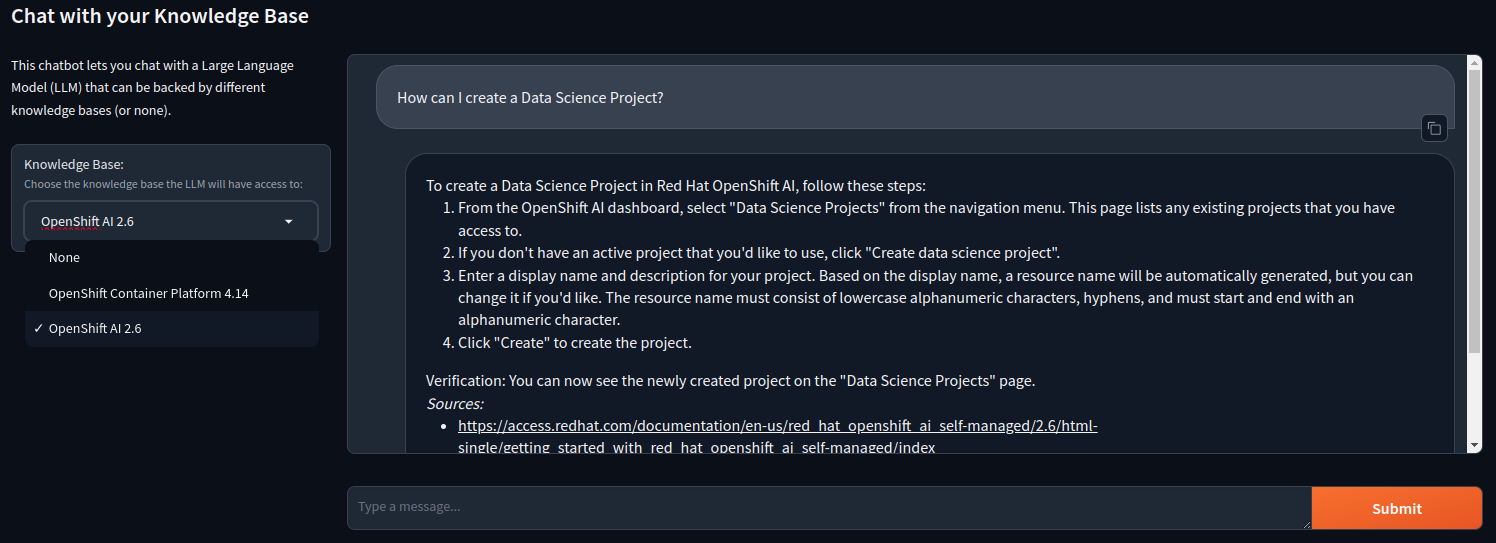 Chat with your Knowledge Base
This chatbot lets you chat with a Large Language
Model (LLM) that can be backed by different
knowledge bases (or none).
Knowledge Base:
Choose the knowledge base the LLM will have access to:
OpenShift AI 2.6
None
OpenShift Container Platform 4.14
✓ OpenShift AI 2.6
How can I create a Data Science Project?
To create a Data Science Project in Red Hat OpenShift AI, follow these steps:
1. From the OpenShift AI dashboard, select "Data Science Projects" from the navigation menu. This page lists any existing projects that you have
access to.
2. If you don't have an active project that you'd like to use, click "Create data science project".
3. Enter a display name and description for your project. Based on the display name, a resource name will be automatically generated, but you can
change it if you'd like. The resource name must consist of lowercase alphanumeric characters, hyphens, and must start and end with an
alphanumeric character.
4. Click "Create" to create the project.
Verification: You can now see the newly created project on the "Data Science Projects" page.
Sources:
• https://access.redhat.com/documentation/en-us/red_hat_openshift_ai_self-managed/2.6/html-
single/getting_started_with_red_hat_openshift_ai_self-managed/index
Type a message...
Submit